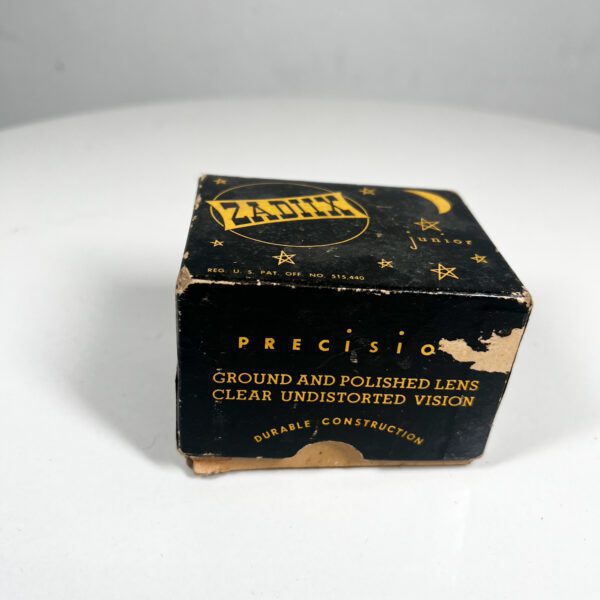 ZADIIX
junior
REG. U. S. PAT. OFF. NO. 515,440
PRECisio
GROUND AND POLISHED LENS
CLEAR UNDISTORTED VISION
DURABLE CONSTRUCTION